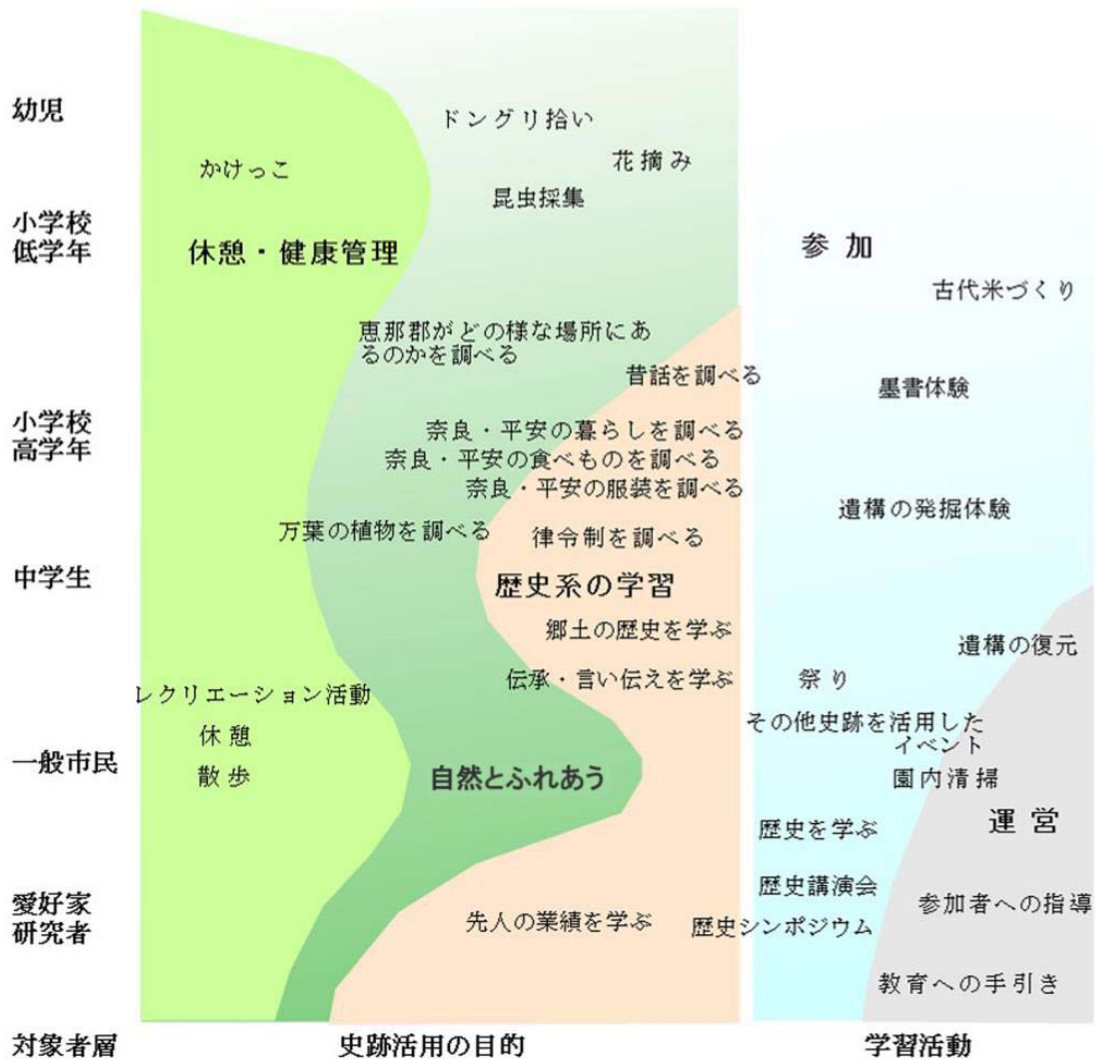 幼児
ドングリ拾い
花摘み
かけっこ
昆虫採集
小学校
低学年
休憩・健康管理
参加
古代米づくり
恵那郡がどの様な場所にあ
るのかを調べる
昔話を調べる
墨書体験
小学校
高学年
奈良・平安の暮らしを調べる
奈良・平安の食べものを調べる
奈良・平安の服装を調べる
遺構の発掘体験
万葉の植物を調べる
律令制を調べる
中学生
歴史系の学習
郷土の歴史を学ぶ
遺構の復元
伝承・言い伝えを学ぶ
祭り
レクリエーション活動
その他史跡を活用した
イベント
休憩
一般市民
散歩
自然とふれあう
園内清掃
運営
歴史を学ぶ
歴史講演会
愛好家
研究者
参加者への指導
先人の業績を学ぶ
歴史シンポジウム
教育への手引き
対象者層
史跡活用の目的
学習活動